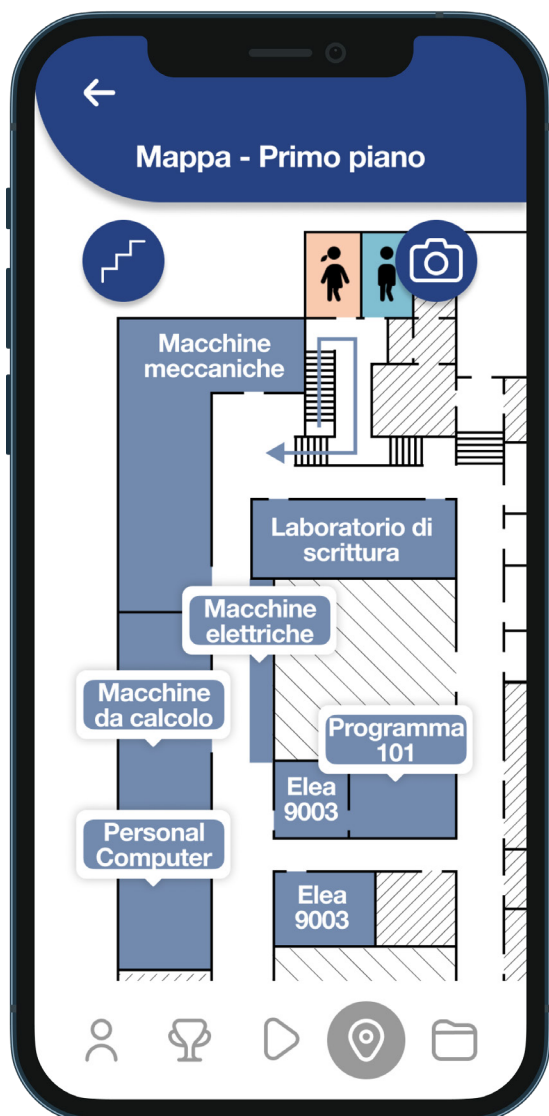 Mappa - Primo piano
Macchine
meccaniche
Laboratorio di
scrittura
Macchine
elettriche
Macchine
da calcolo
Programma
101
Elea
9003
Personal
Computer
Elea
9003